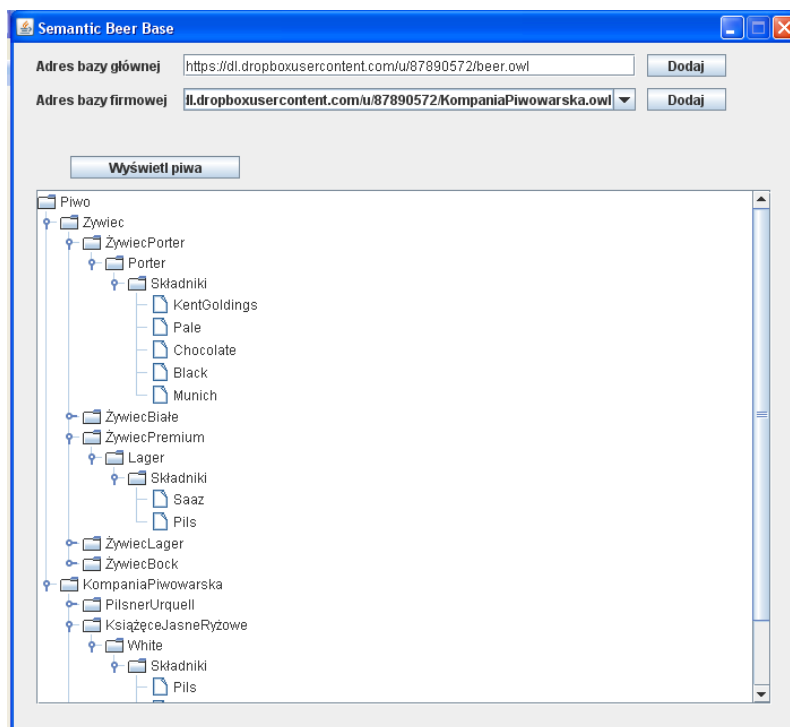 Semantic Beer Base
Adres bazy głównej https://dl.dropboxusercontent.com/u/87890572/beer.owl Dodaj
Adres bazy firmowej dl.dropboxusercontent.com/u/87890572/KompaniaPiwowarska.owl Dodaj
Wyświetl piwa
Piwo
Zywiec
ŻywiecPorter
Porter
Składniki
KentGoldings
Pale
Chocolate
Black
Munich
ŻywiecBiałe
ŻywiecPremium
Lager
Składniki
Saaz
Pils
ŻywiecLager
ŻywiecBock
KompaniaPiwowarska
PilsnerUrquell
KsiążęceJasneRyżowe
White
Składniki
Pils